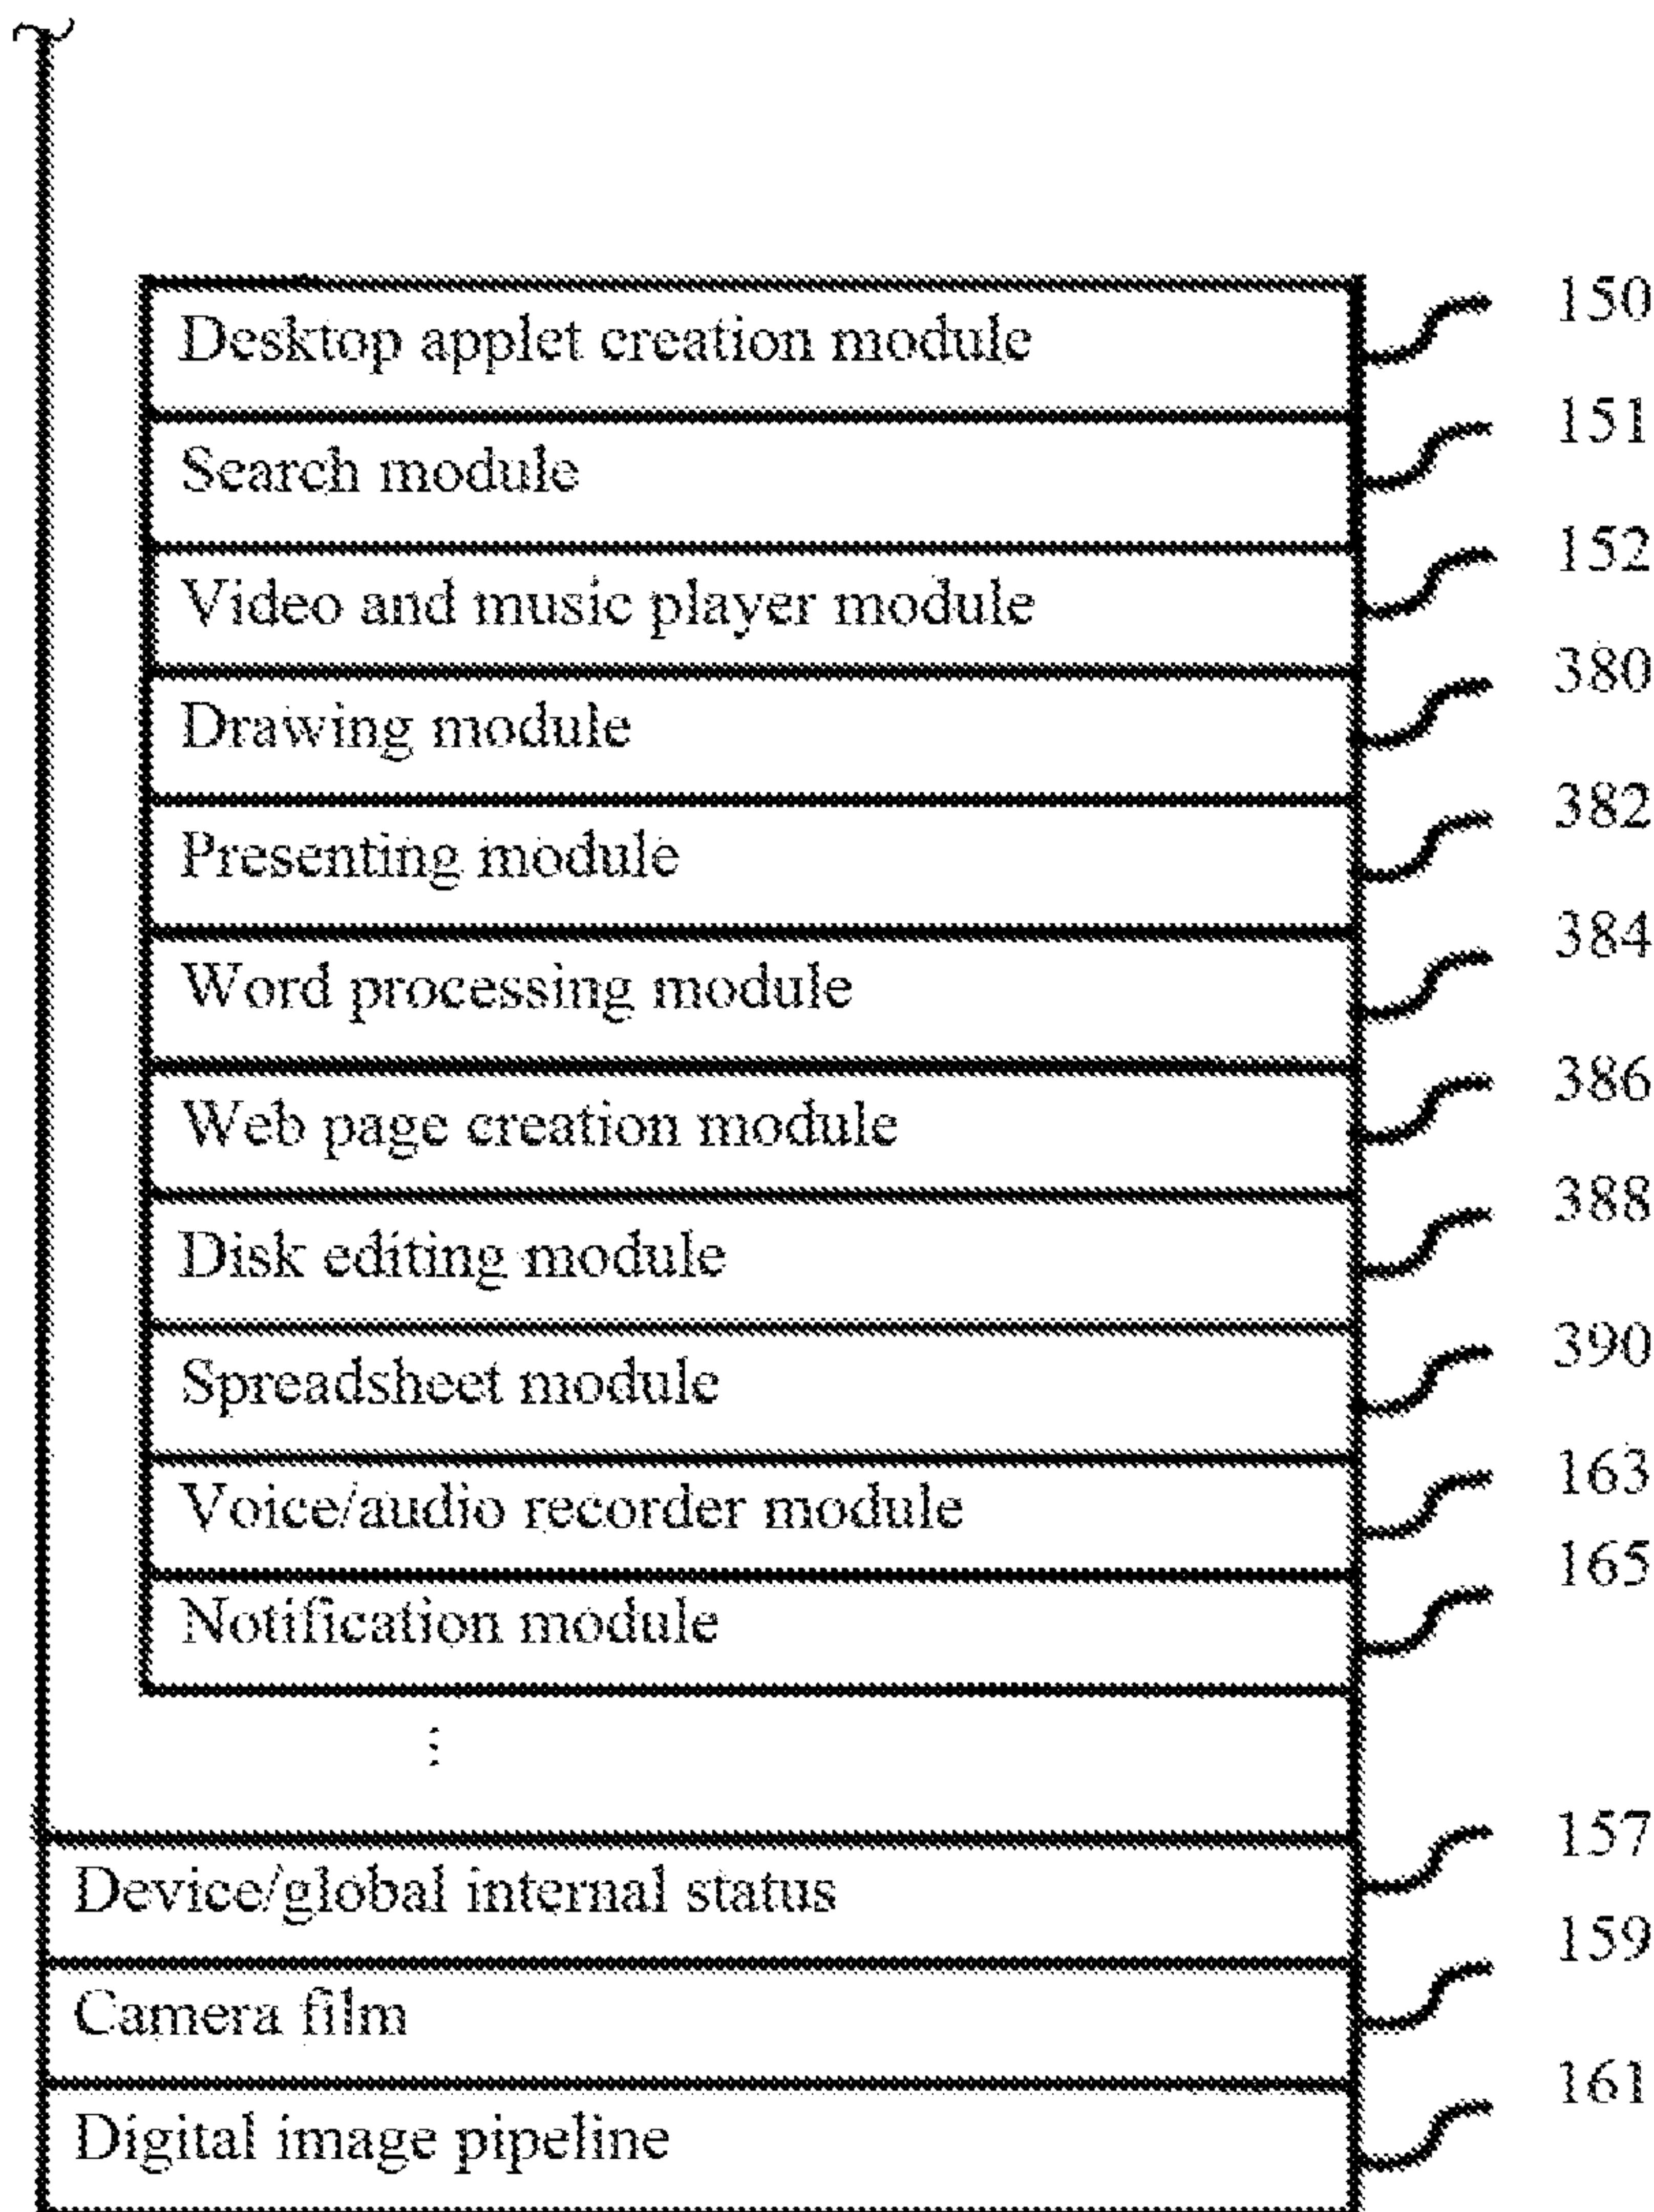 Desktop applet creation module 150
Search module 151
Video and music player module 152
Drawing module 380
Presenting module 382
Word processing module 384
Web page creation module 386
Disk editing module 388
Spreadsheet module 390
Voice/audio recorder module 163
Notification module 165
⋮
Device/global internal status 157
Camera film 159
Digital image pipeline 161